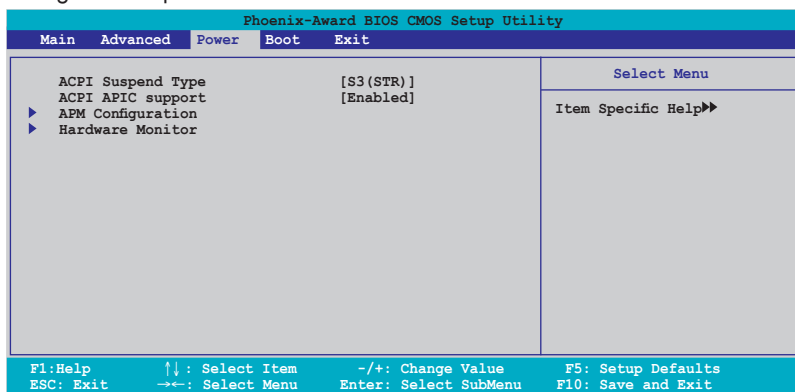 Phoenix-Award BIOS CMOS Setup Utility
Main Advanced Power Boot Exit
ACPI Suspend Type [S3(STR)]
ACPI APIC support [Enabled]
APM Configuration
Hardware Monitor
Select Menu
Item Specific Help
F1:Help ↑↓: Select Item -/+: Change Value F5: Setup Defaults
ESC: Exit →←: Select Menu Enter: Select SubMenu F10: Save and Exit